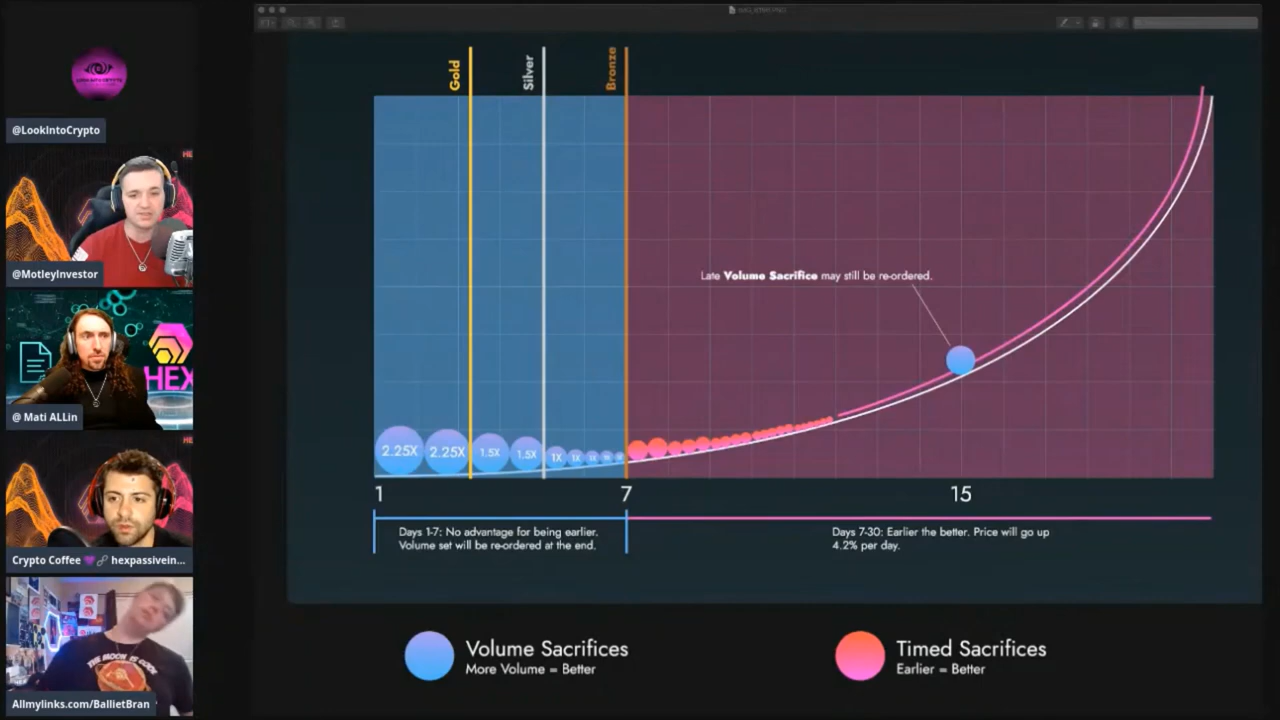 @LookIntoCrypto
@MotleyInvestor
HEX
@ Mati ALLin
Crypto Coffee 💜🔗 hexpassivein...
THE MOON IS GOOD
Allmylinks.com/BallietBran
Gold
Silver
Bronze
Late Volume Sacrifice may still be re-ordered.
2.25X
2.25X
1.5X
1.5X
1X
1X
1X
1
7
15
Days 1-7: No advantage for being earlier.
Volume set will be re-ordered at the end.
Days 7-30: Earlier the better. Price will go up
4.2% per day.
Volume Sacrifices
More Volume = Better
Timed Sacrifices
Earlier = Better